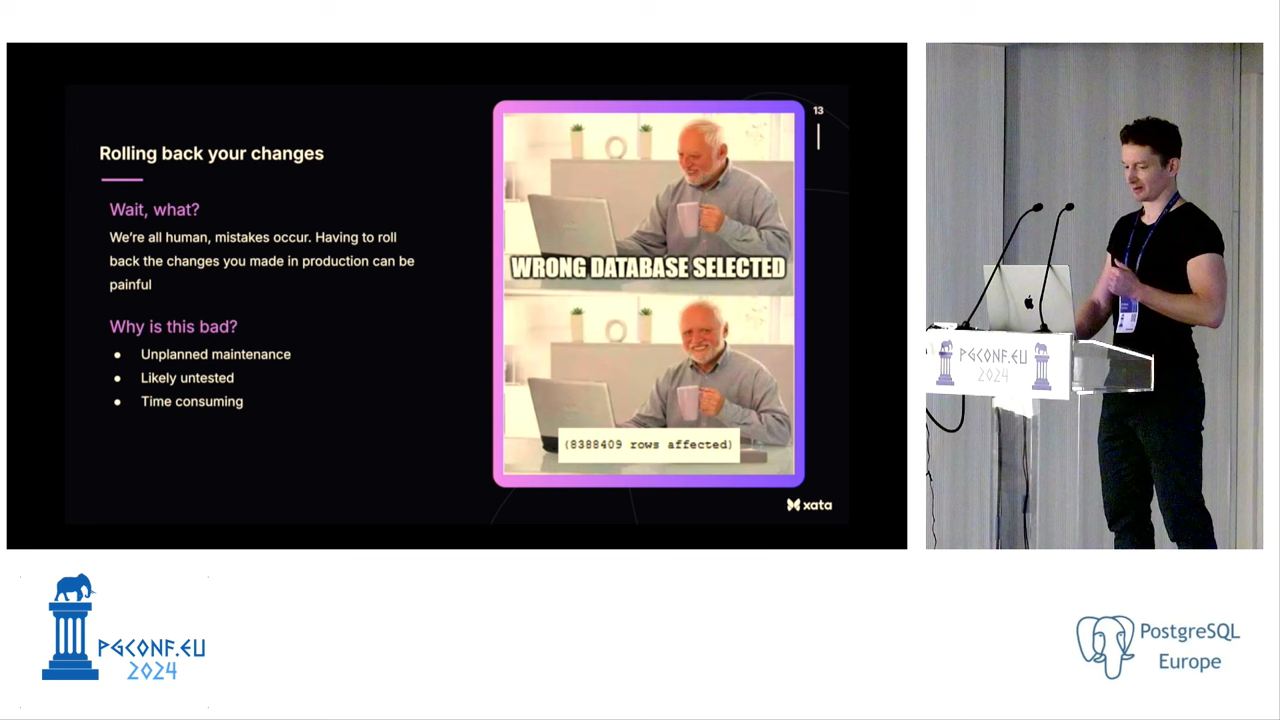 13
Rolling back your changes
Wait, what?
We're all human, mistakes occur. Having to roll
back the changes you made in production can be
painful
Why is this bad?
● Unplanned maintenance
● Likely untested
● Time consuming
WRONG DATABASE SELECTED
(8388409 rows affected)
xata
PGCONF.EU
2024
PGCONF.EU
2024
PostgreSQL
Europe